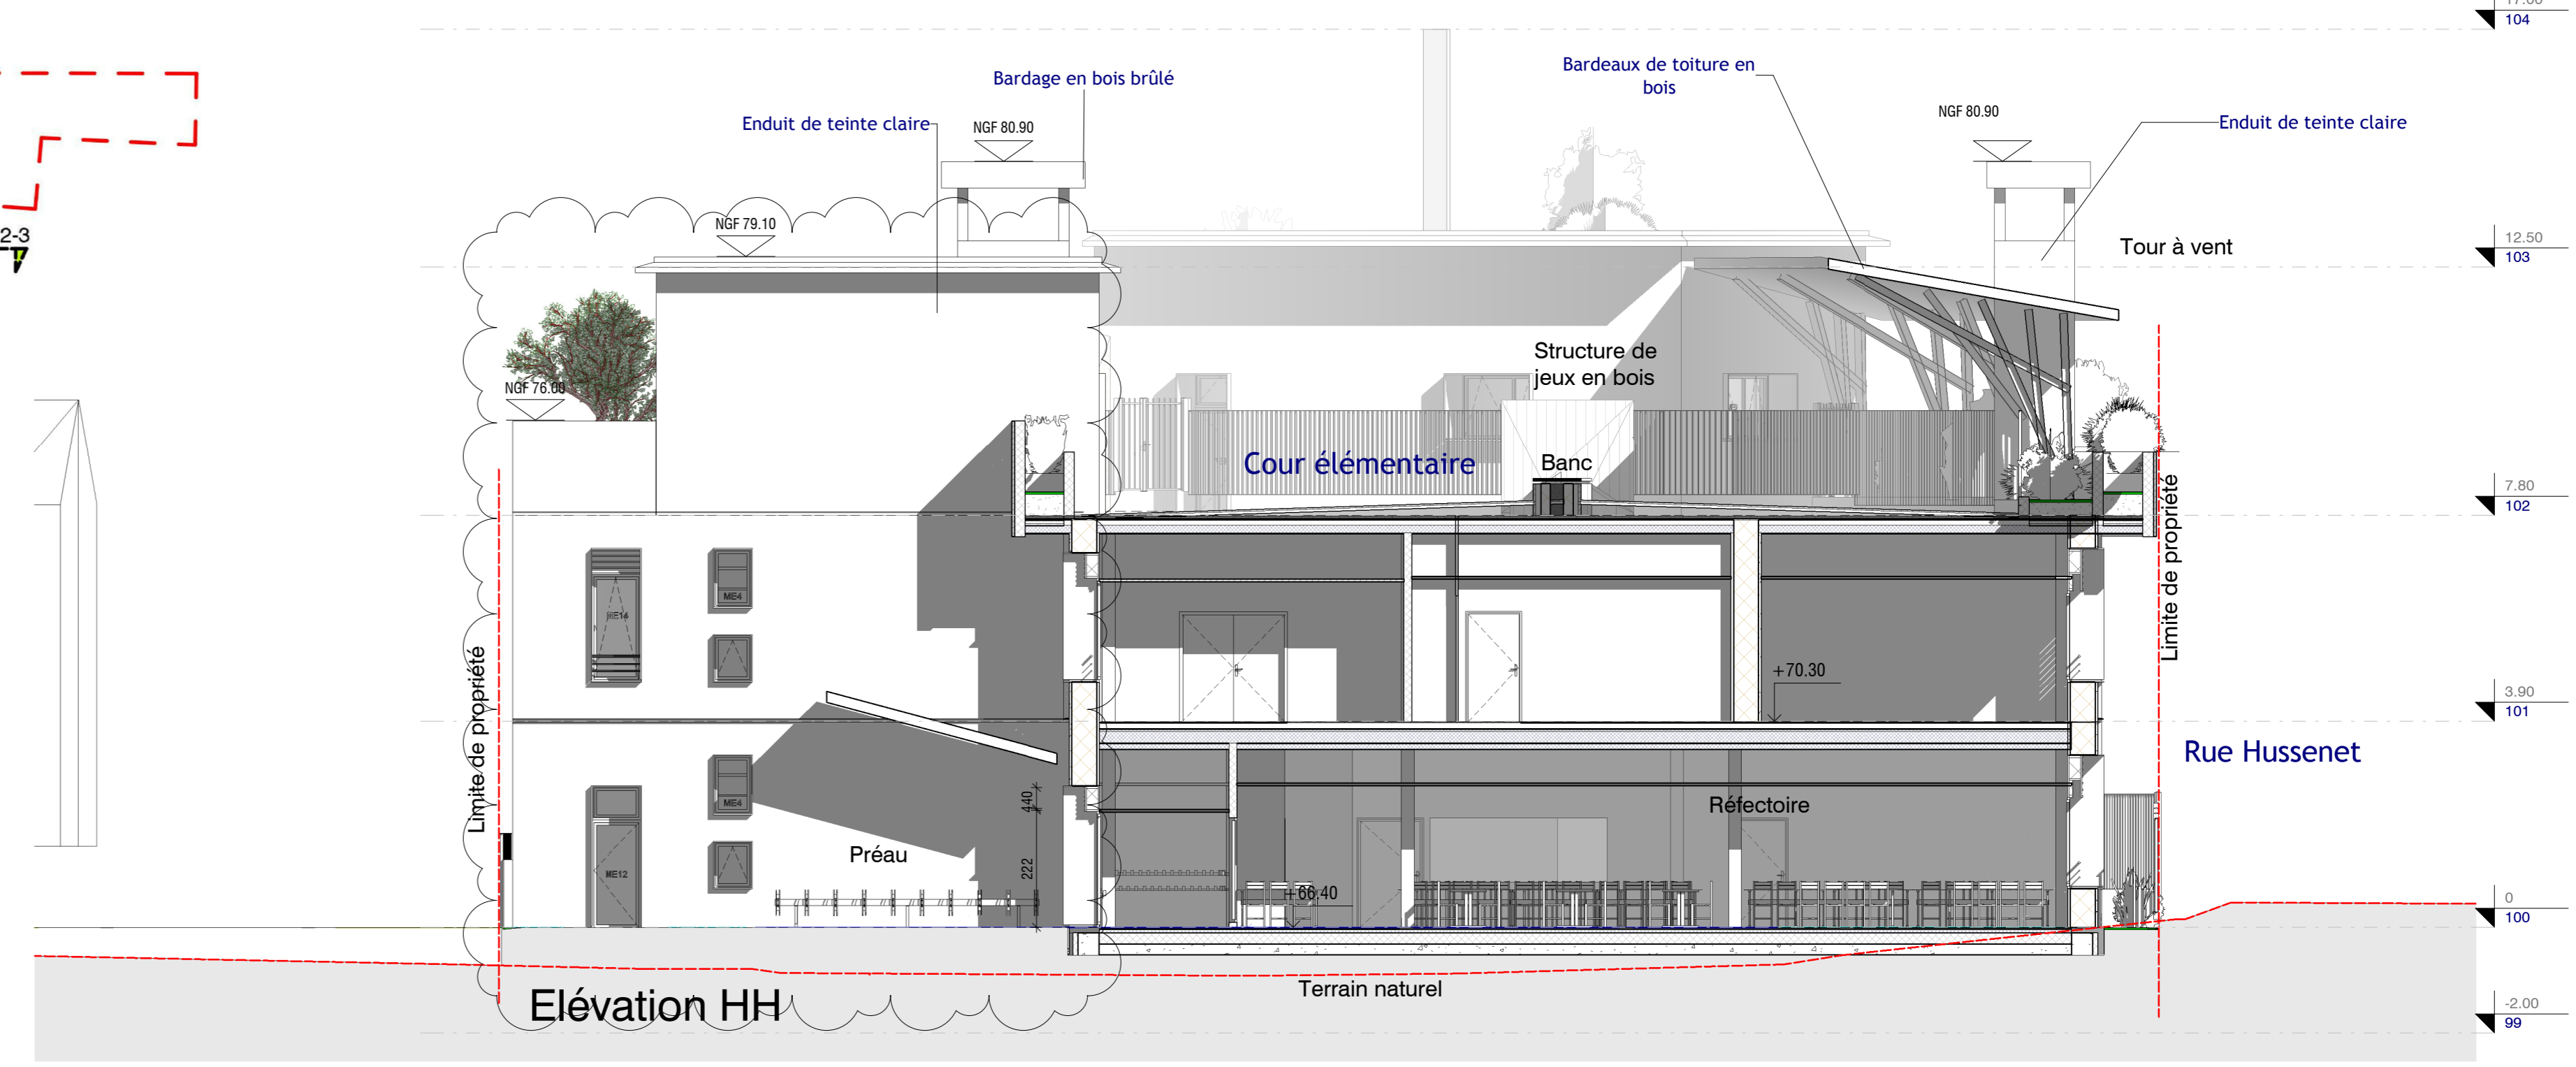 104
Bardeaux de toiture en
bois
Bardage en bois brûlé
NGF 80.90
NGF 80.90
Enduit de teinte claire
Enduit de teinte claire
NGF 79.10
2-3
12.50
103
Tour à vent
Structure de
jeux en bois
NGF 76.00
Cour élémentaire
Banc
7.80
102
Limite de propriété
ME4
ME14
+70.30
Limite de propriété
3.90
101
Rue Hussenet
ME4
440
Réfectoire
Préau
222
ME12
+66.40
0
100
Terrain naturel
Elévation HH
-2.00
99